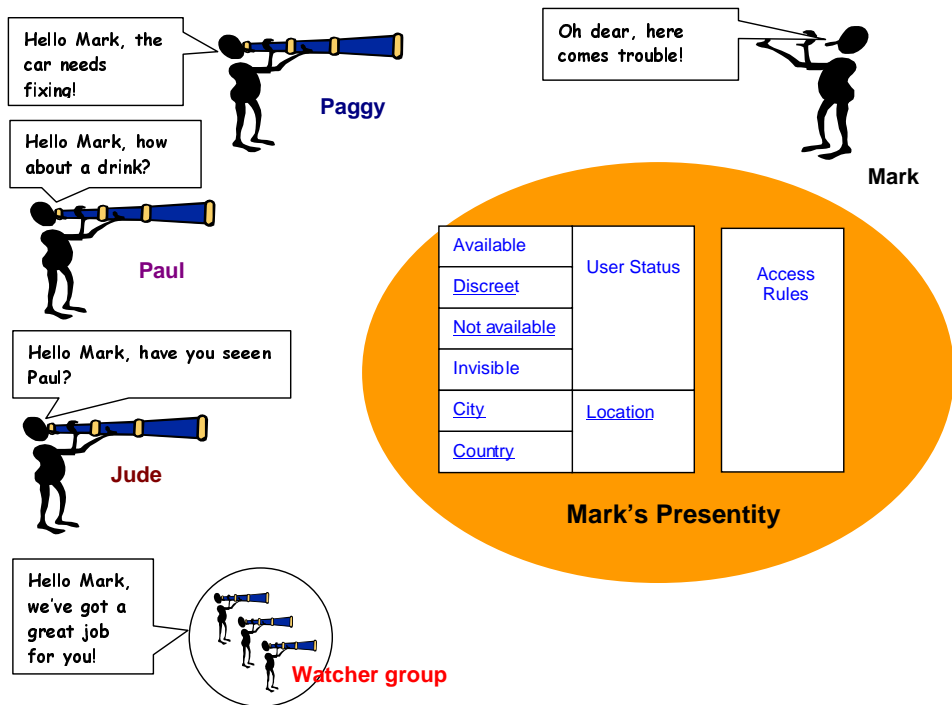 Hello Mark, the
car needs
fixing!
Paggy
Oh dear, here
comes trouble!
Mark
Hello Mark, how
about a drink?
Paul
Hello Mark, have you seeen
Paul?
Jude
Hello Mark,
we've got a
great job
for you!
Watcher group
Available
Discreet
Not available
Invisible
City
Country
User Status
Location
Access
Rules
Mark's Presentity